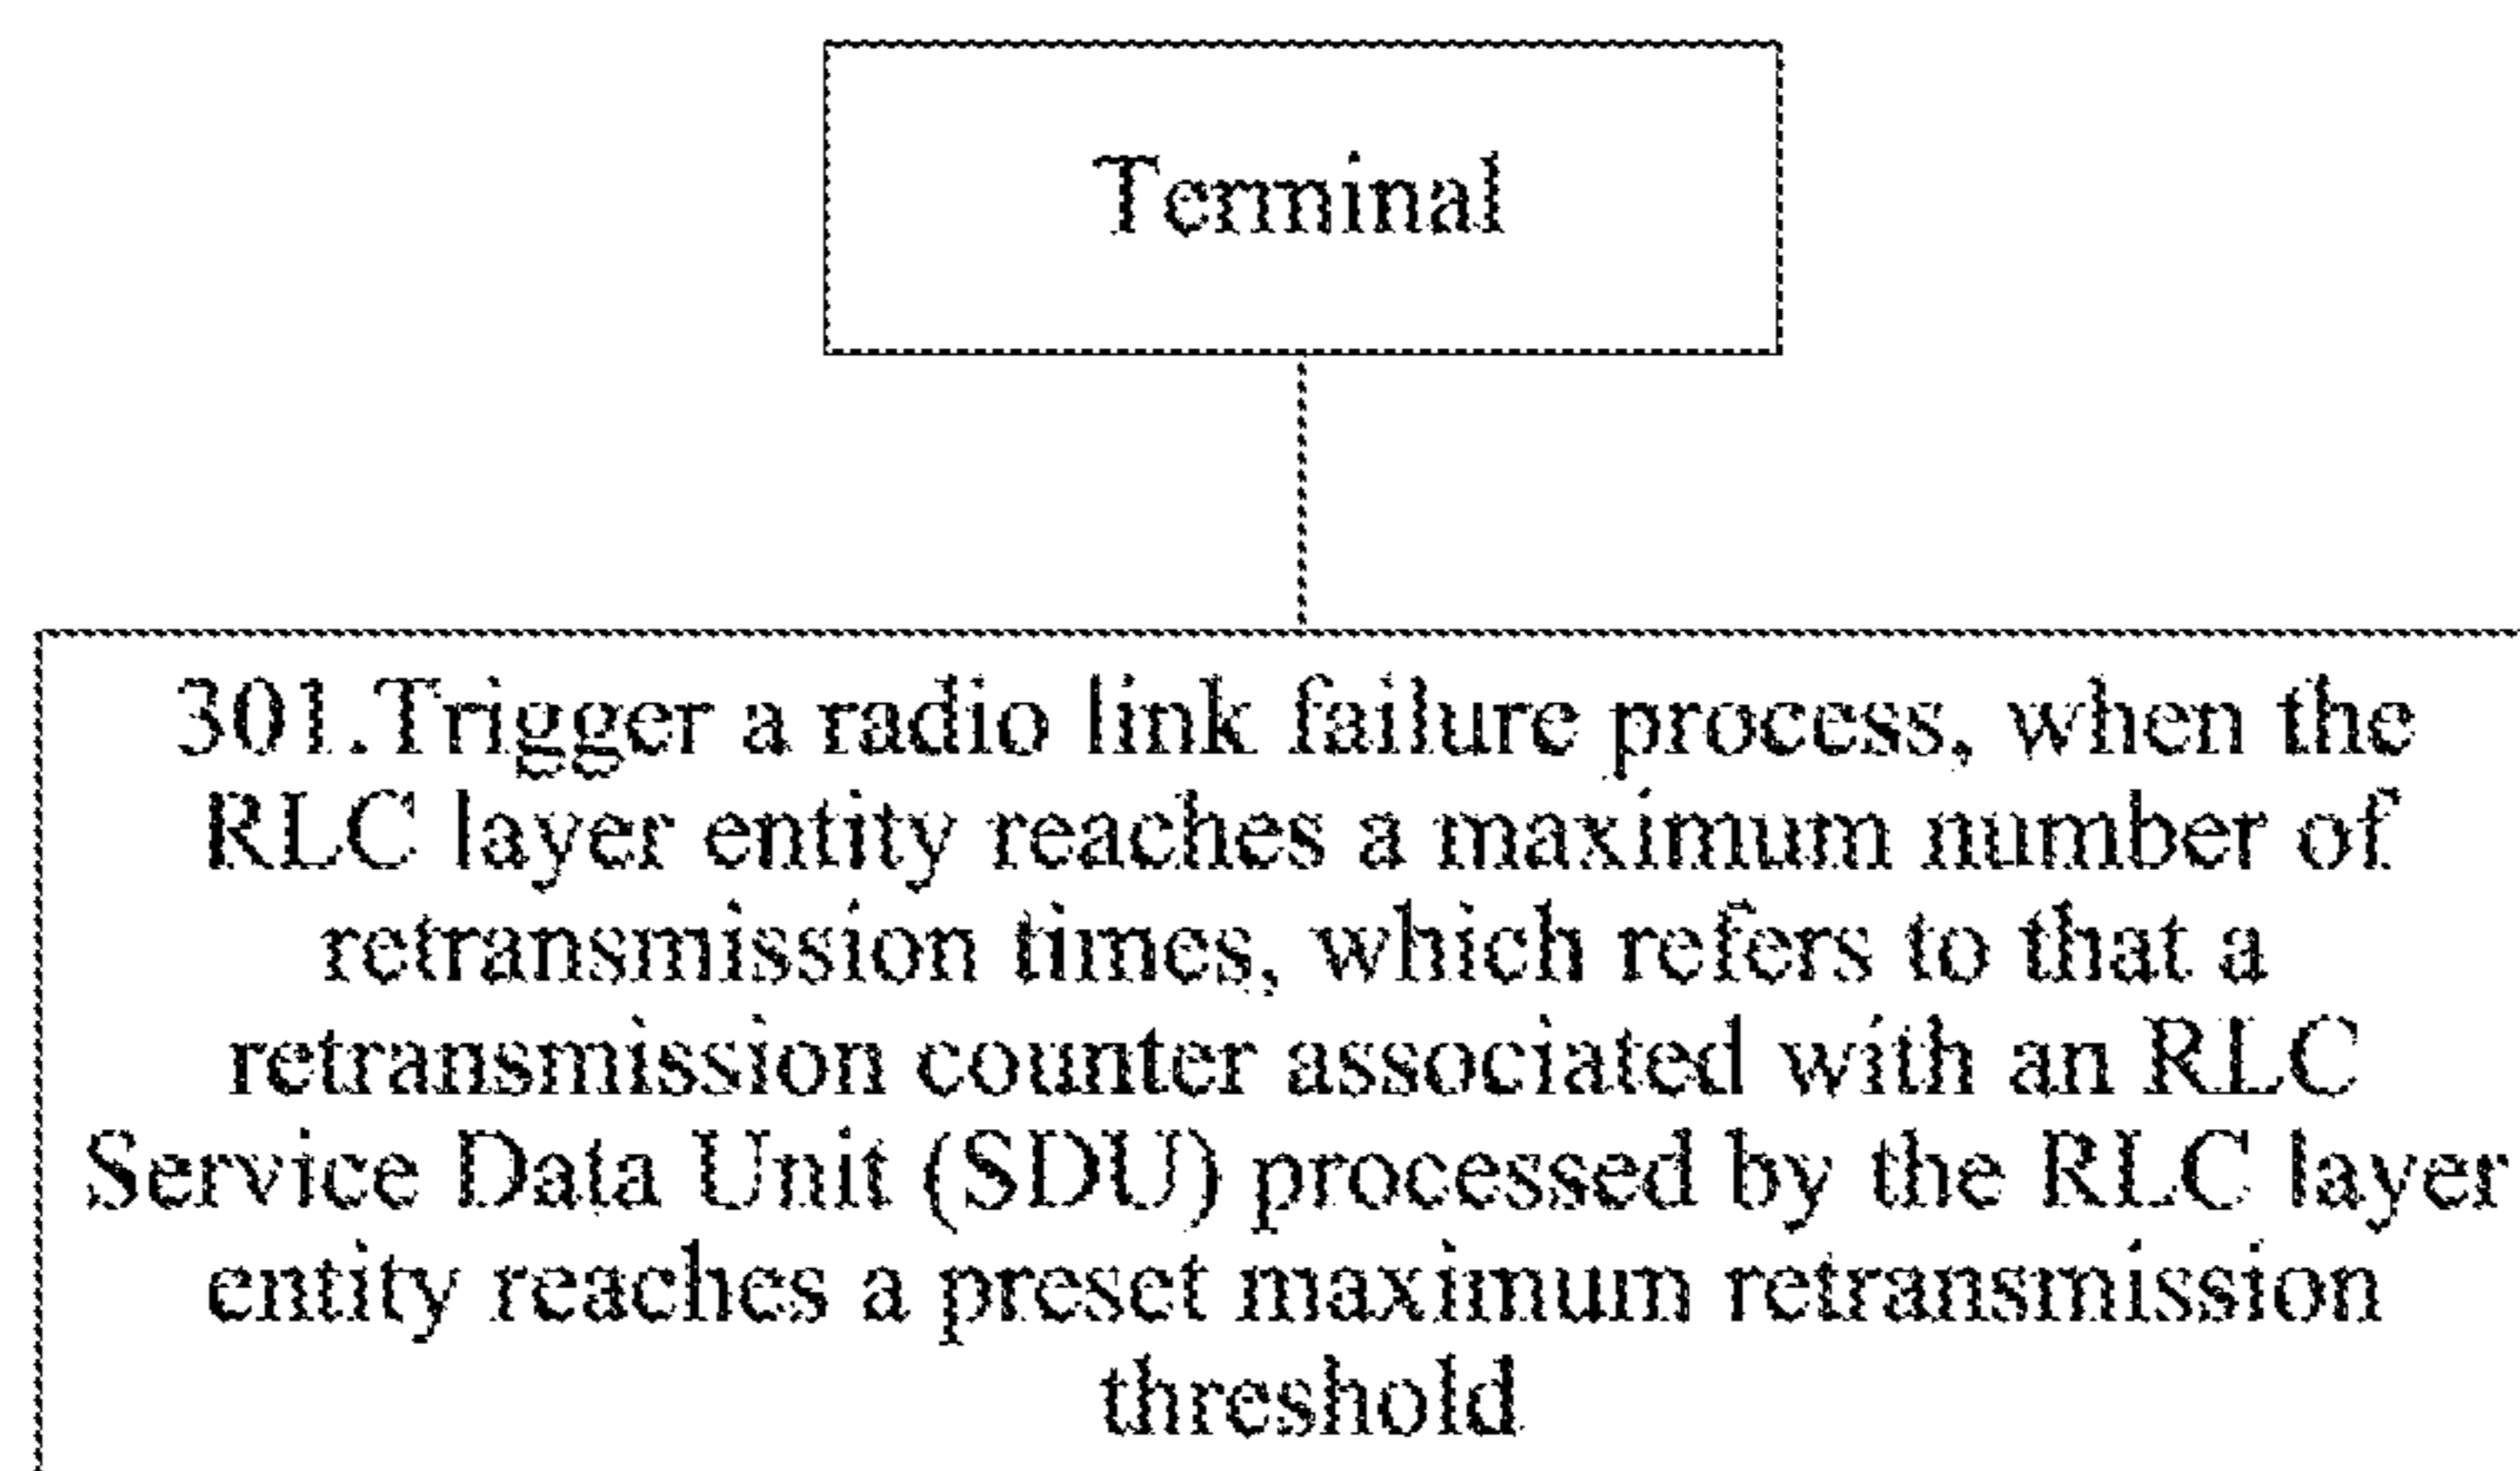 Terminal
301.Trigger a radio link failure process, when the
RLC layer entity reaches a maximum number of
retransmission times, which refers to that a
retransmission counter associated with an RLC
Service Data Unit (SDU) processed by the RLC layer
entity reaches a preset maximum retransmission
threshold